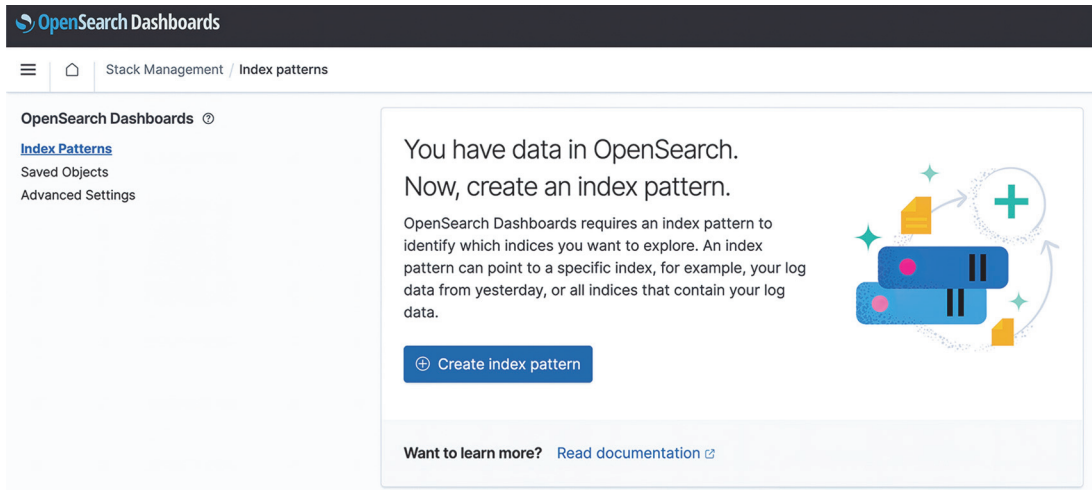 OpenSearch Dashboards
Stack Management / Index patterns
OpenSearch Dashboards
Index Patterns
Saved Objects
Advanced Settings
You have data in OpenSearch.
Now, create an index pattern.
OpenSearch Dashboards requires an index pattern to
identify which indices you want to explore. An index
pattern can point to a specific index, for example, your log
data from yesterday, or all indices that contain your log
data.
Create index pattern
Want to learn more? Read documentation